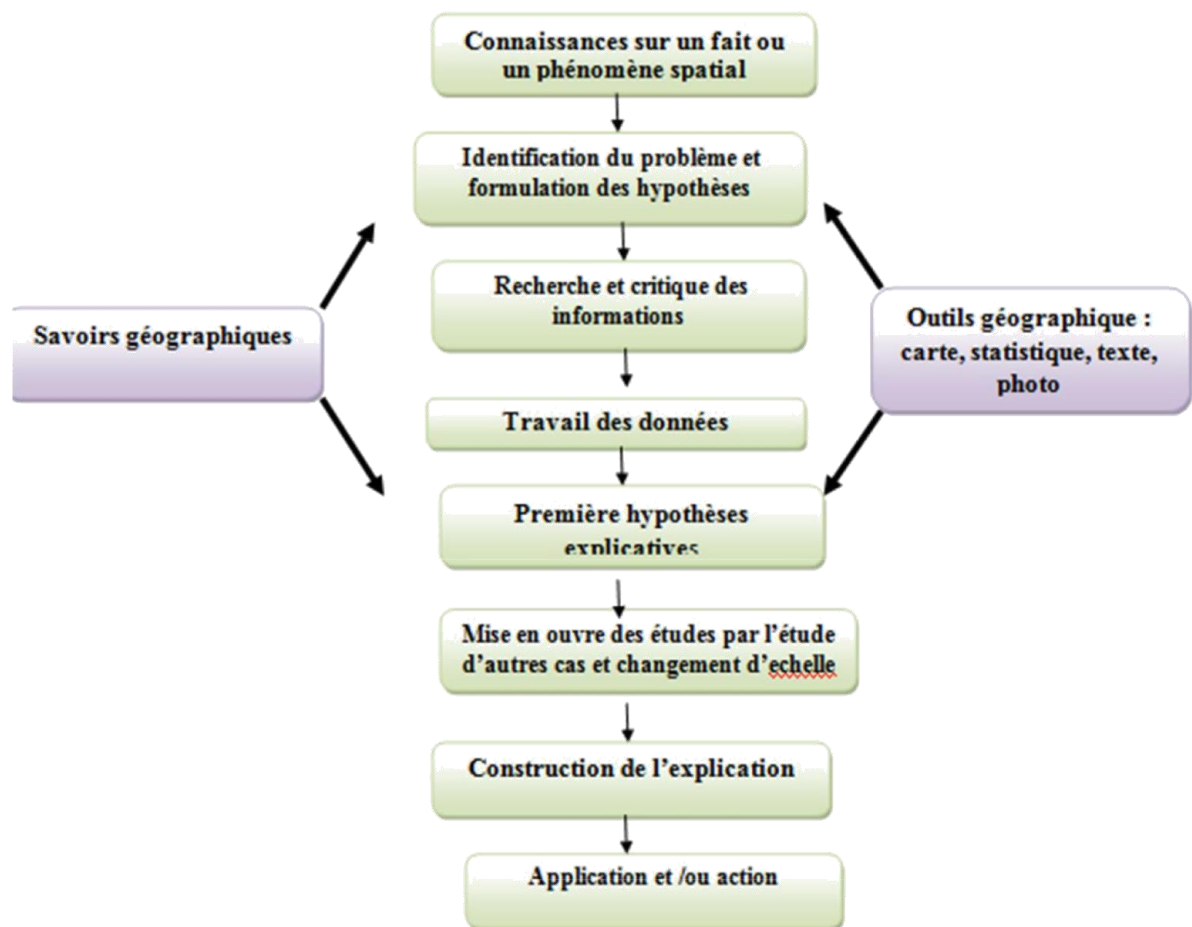 Connaissances sur un fait ou
un phénomène spatial
Identification du problème et
formulation des hypothèses
Recherche et critique des
informations
Savoirs géographiques
Outils géographique :
carte, statistique, texte,
photo
Travail des données
Première hypothèses
explicatives
Mise en ouvre des études par l'étude
d'autres cas et changement d'echelle
Construction de l'explication
Application et /ou action